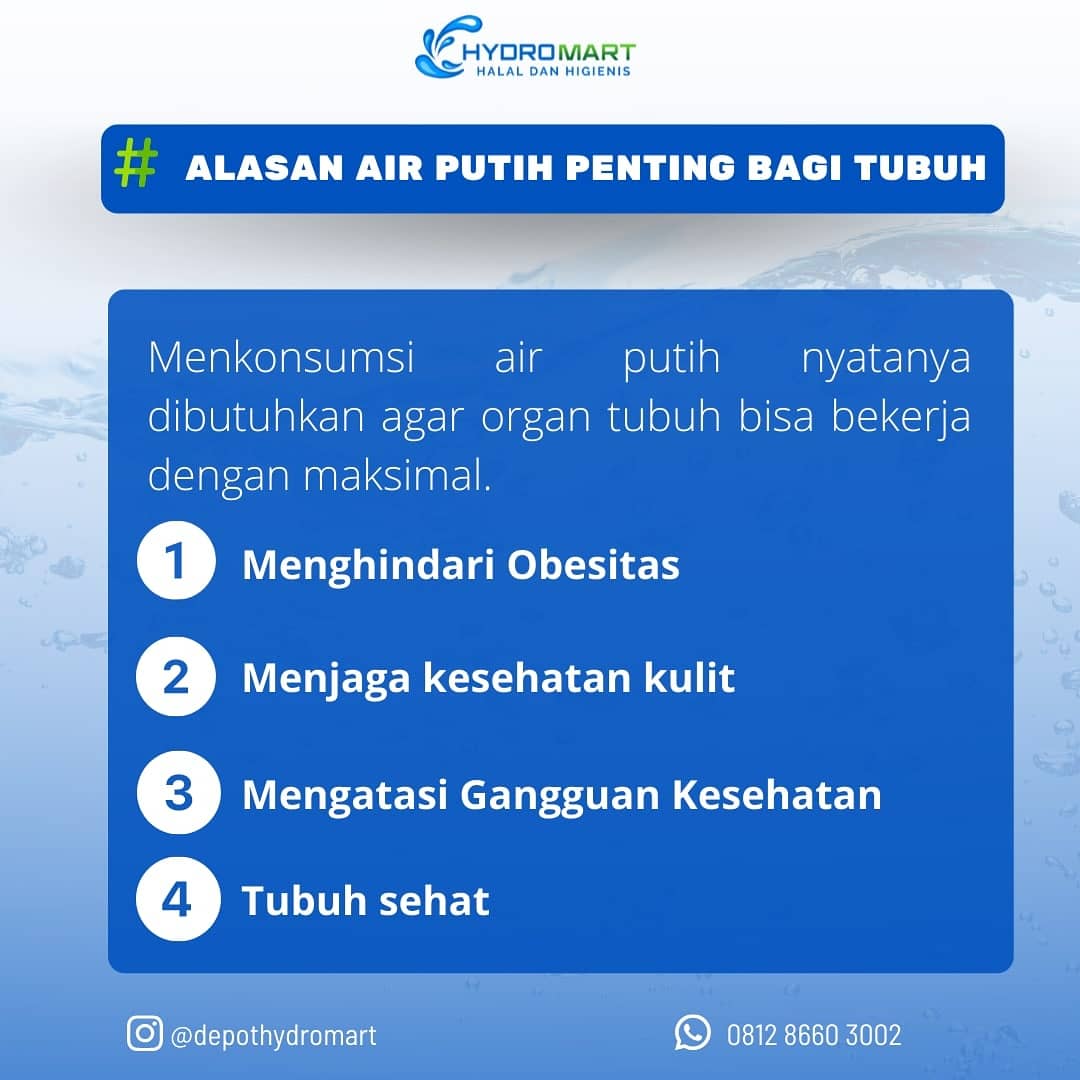 HYDROMART
HALAL DAN HIGIENIS
# ALASAN AIR PUTIH PENTING BAGI TUBUH
Menkonsumsi air putih nyatanya
dibutuhkan agar organ tubuh bisa bekerja
dengan maksimal.
1 Menghindari Obesitas
2 Menjaga kesehatan kulit
3 Mengatasi Gangguan Kesehatan
4 Tubuh sehat
@depothydromart 0812 8660 3002